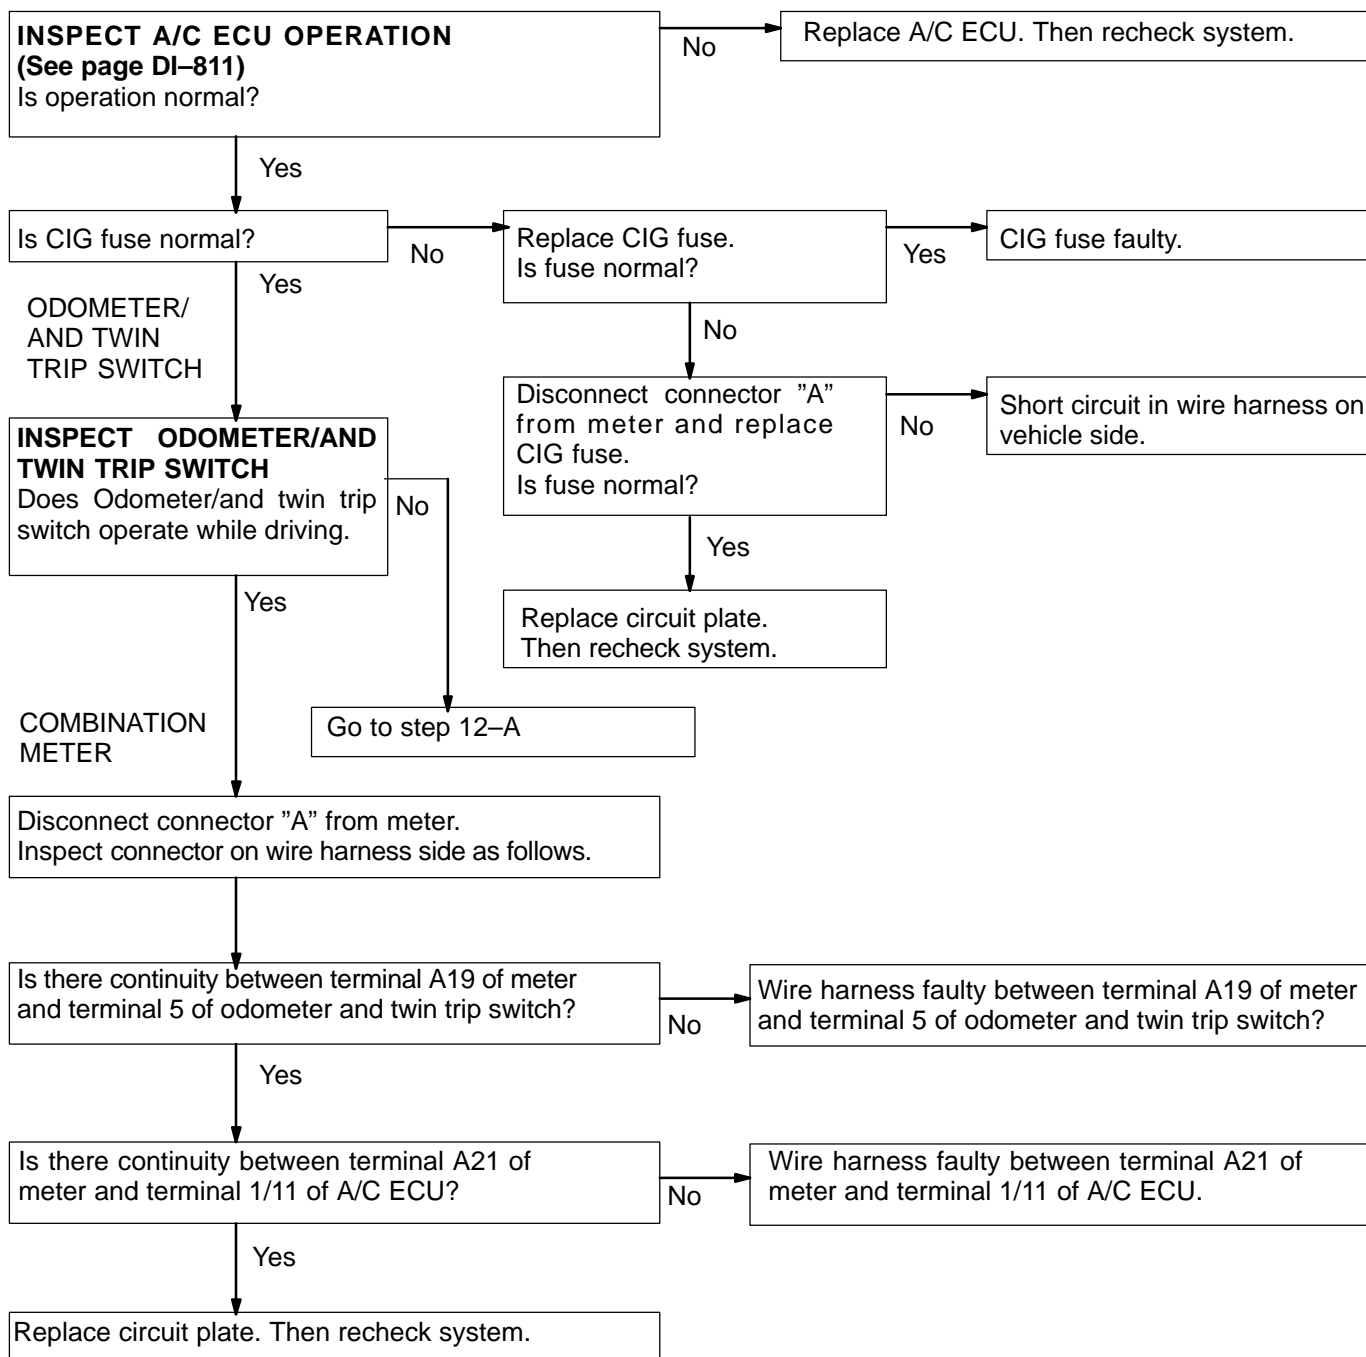 INSPECT A/C ECU OPERATION
(See page DI–811)
Is operation normal?
No
Replace A/C ECU. Then recheck system.
Yes
Is CIG fuse normal?
No
Replace CIG fuse.
Is fuse normal?
Yes
CIG fuse faulty.
Yes
ODOMETER/
AND TWIN
TRIP SWITCH
No
Disconnect connector ”A”
from meter and replace
CIG fuse.
Is fuse normal?
No
Short circuit in wire harness on
vehicle side.
INSPECT ODOMETER/AND
TWIN TRIP SWITCH
Does Odometer/and twin trip
switch operate while driving.
No
Yes
Replace circuit plate.
Then recheck system.
Yes
Go to step 12–A
COMBINATION
METER
Disconnect connector ”A” from meter.
Inspect connector on wire harness side as follows.
Is there continuity between terminal A19 of meter
and terminal 5 of odometer and twin trip switch?
No
Wire harness faulty between terminal A19 of meter
and terminal 5 of odometer and twin trip switch?
Yes
Is there continuity between terminal A21 of
meter and terminal 1/11 of A/C ECU?
No
Wire harness faulty between terminal A21 of
meter and terminal 1/11 of A/C ECU.
Yes
Replace circuit plate. Then recheck system.